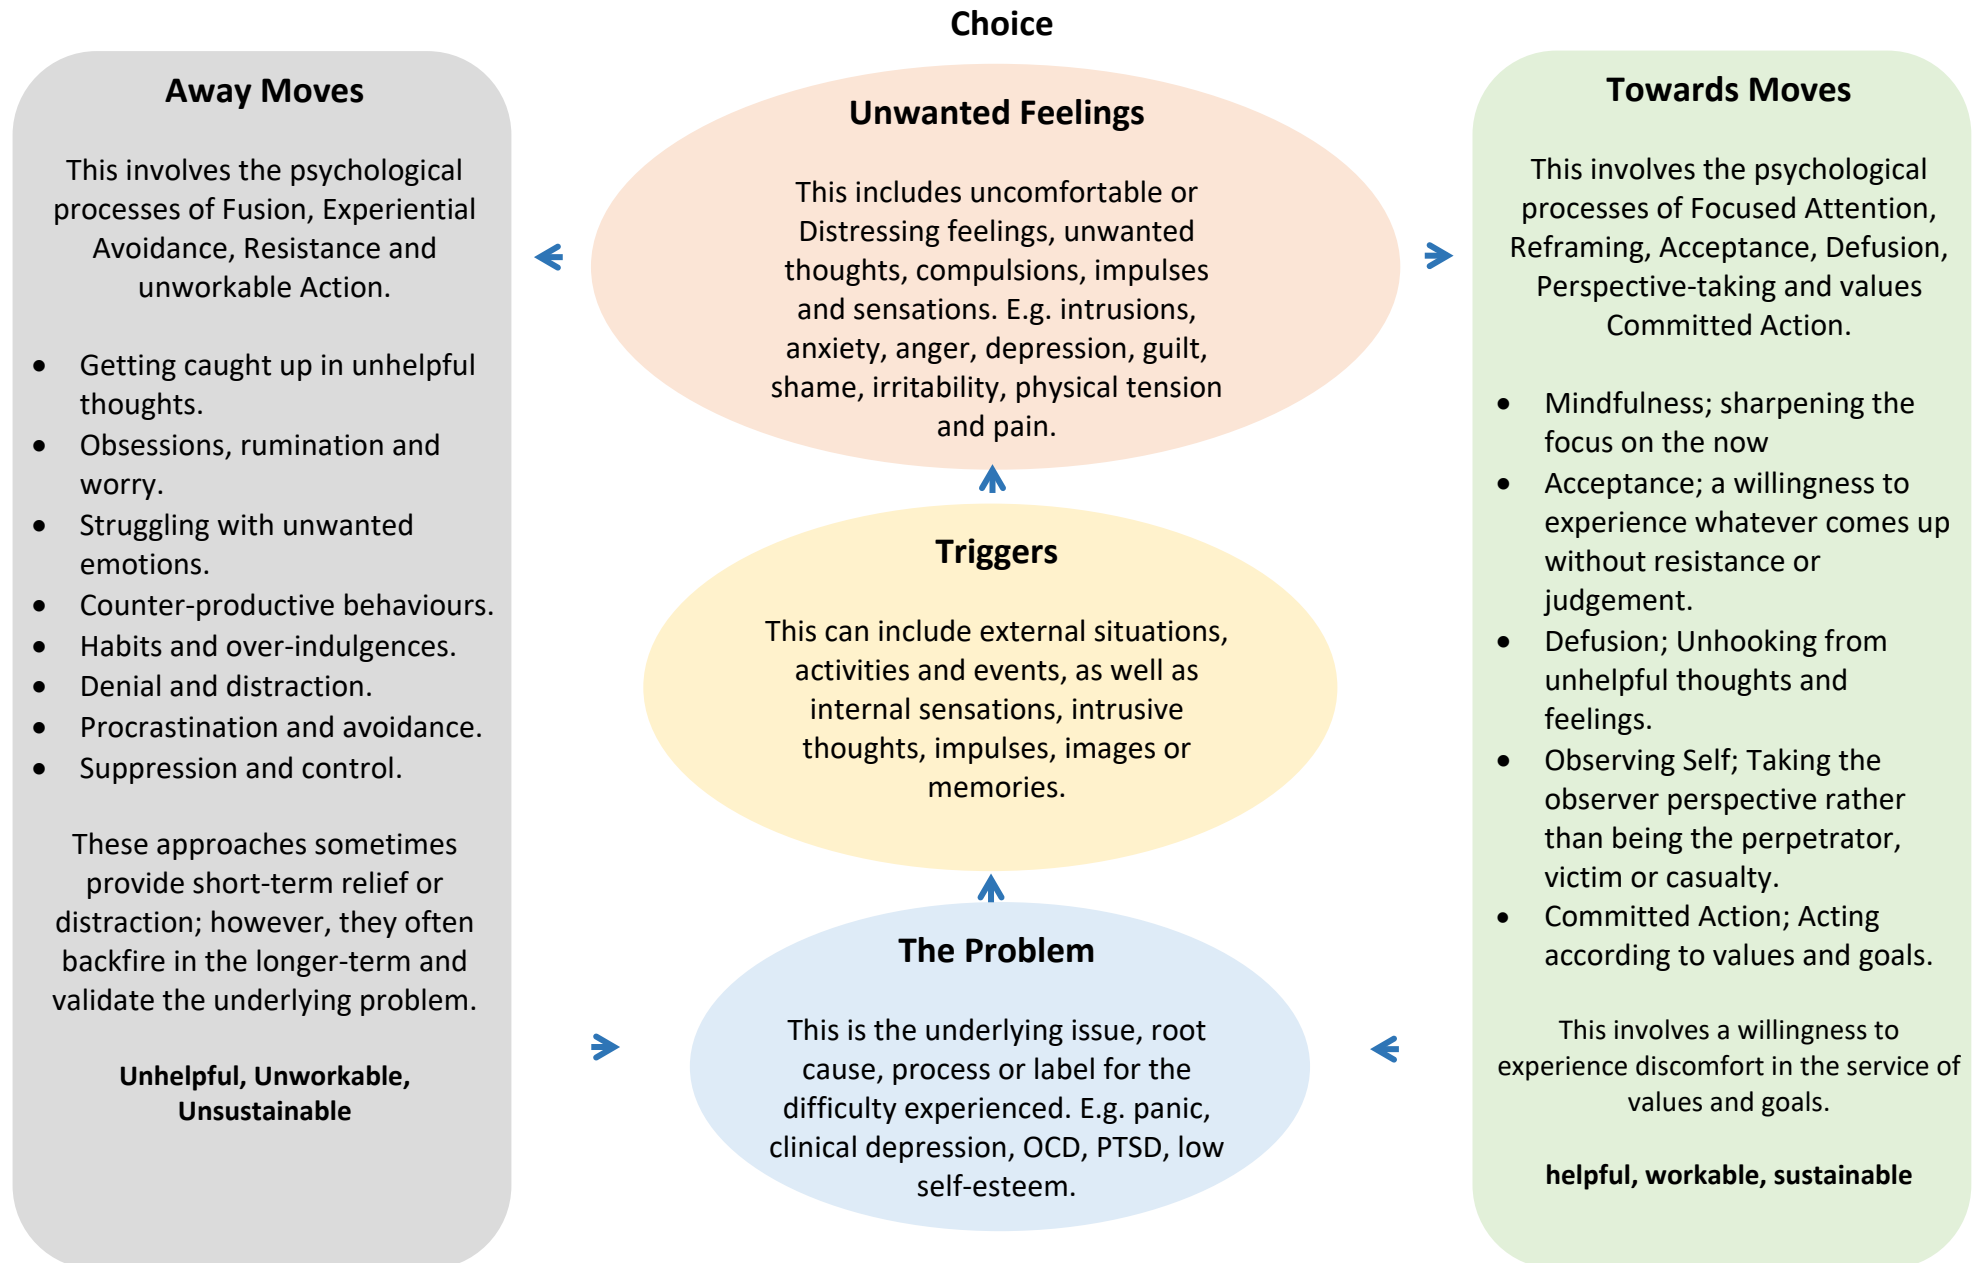 Choice
Away Moves
This involves the psychological
processes of Fusion, Experiential
Avoidance, Resistance and
unworkable Action.
• Getting caught up in unhelpful
thoughts.
• Obsessions, rumination and
worry.
• Struggling with unwanted
emotions.
• Counter-productive behaviours.
• Habits and over-indulgences.
• Denial and distraction.
• Procrastination and avoidance.
• Suppression and control.
These approaches sometimes
provide short-term relief or
distraction; however, they often
backfire in the longer-term and
validate the underlying problem.
Unhelpful, Unworkable,
Unsustainable
Unwanted Feelings
This includes uncomfortable or
Distressing feelings, unwanted
thoughts, compulsions, impulses
and sensations. E.g. intrusions,
anxiety, anger, depression, guilt,
shame, irritability, physical tension
and pain.
Triggers
This can include external situations,
activities and events, as well as
internal sensations, intrusive
thoughts, impulses, images or
memories.
The Problem
This is the underlying issue, root
cause, process or label for the
difficulty experienced. E.g. panic,
clinical depression, OCD, PTSD, low
self-esteem.
Towards Moves
This involves the psychological
processes of Focused Attention,
Reframing, Acceptance, Defusion,
Perspective-taking and values
Committed Action.
• Mindfulness; sharpening the
focus on the now
• Acceptance; a willingness to
experience whatever comes up
without resistance or
judgement.
• Defusion; Unhooking from
unhelpful thoughts and
feelings.
• Observing Self; Taking the
observer perspective rather
than being the perpetrator,
victim or casualty.
• Committed Action; Acting
according to values and goals.
This involves a willingness to
experience discomfort in the service of
values and goals.
helpful, workable, sustainable